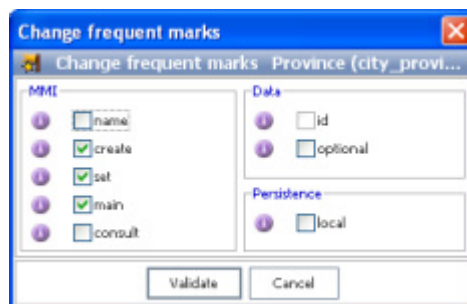 Change frequent marks
Change frequent marks Province (city_provi...
MMI
name
create
set
main
consult
Data
id
optional
Persistence
local
Validate Cancel